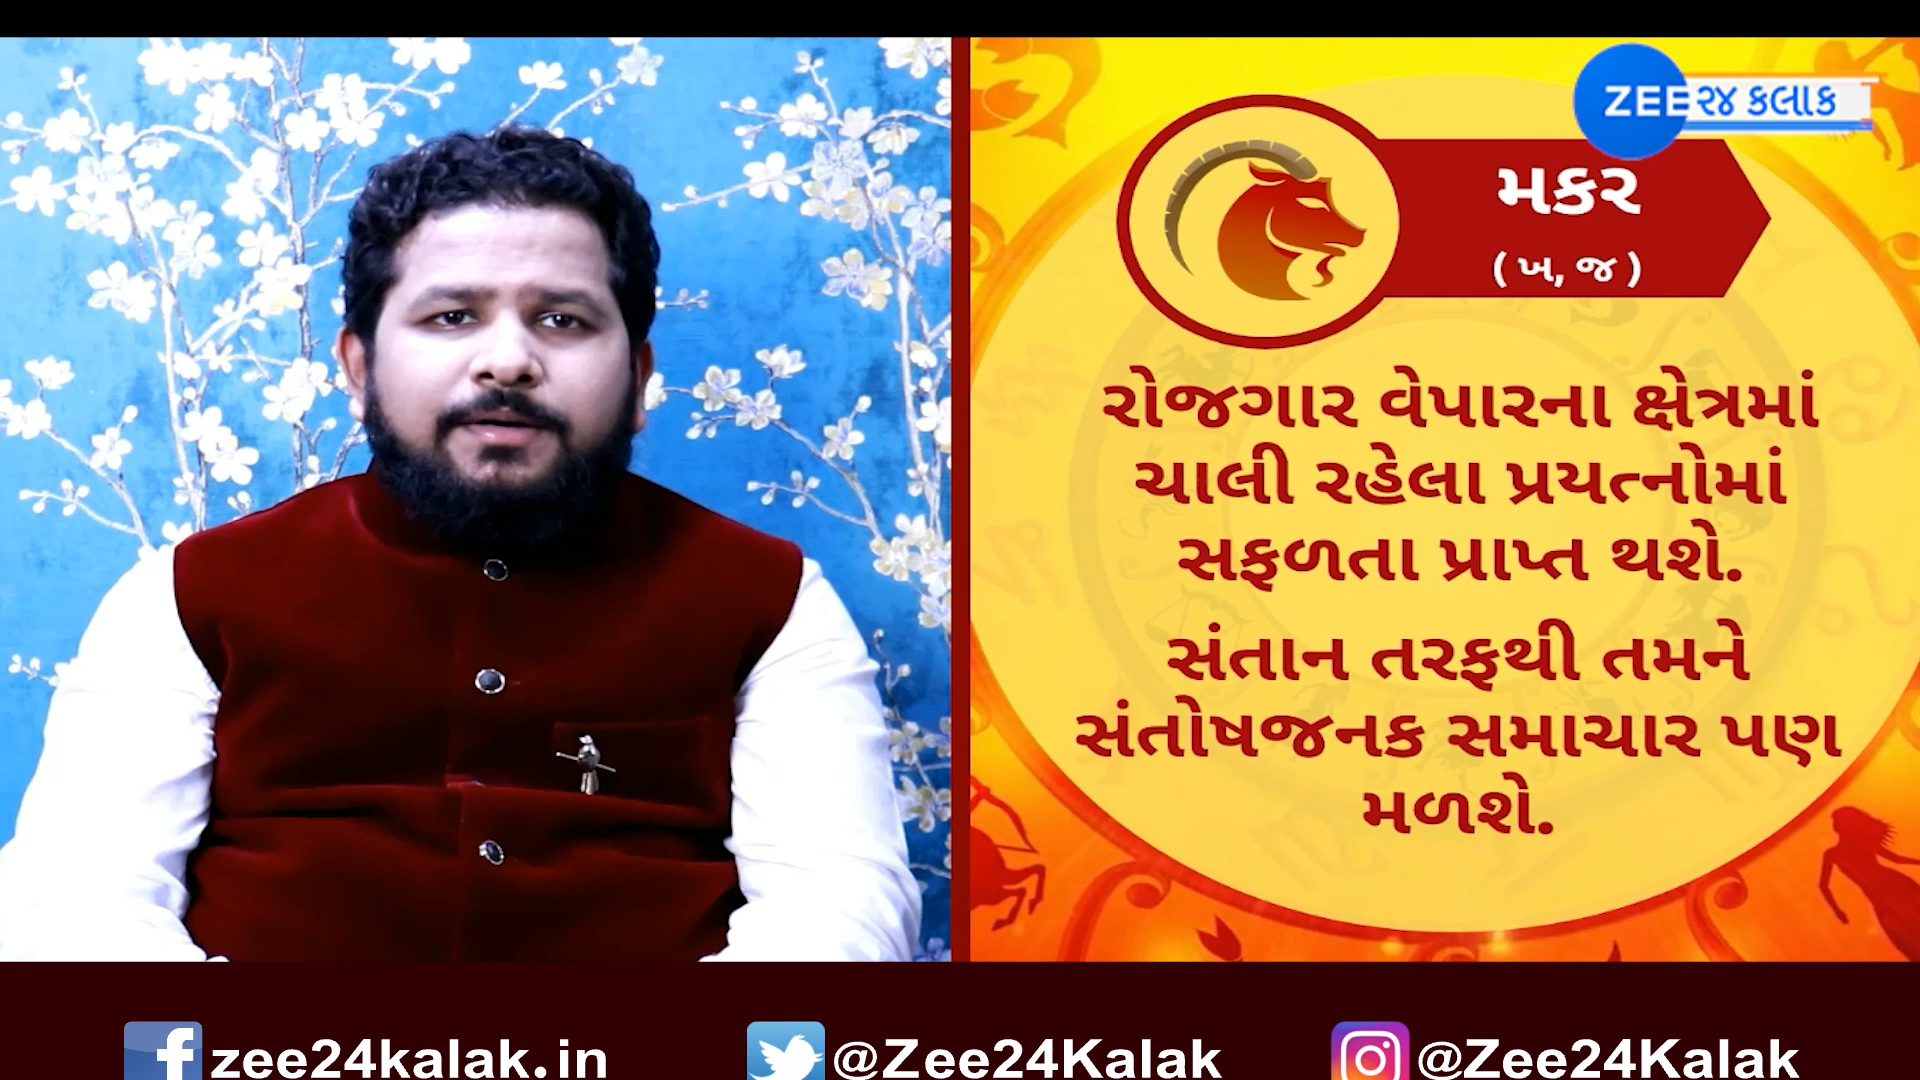 ZEE ૨૪ કલાક
મકર
( ખ, જ )
રોજગાર વેપારના ક્ષેત્રમાં
ચાલી રહેલા પ્રયત્નોમાં
સફળતા પ્રાપ્ત થશે.
સંતાન તરફથી તમને
સંતોષજનક સમાચાર પણ
મળશે.
zee24kalak.in
@Zee24Kalak
@Zee24Kalak